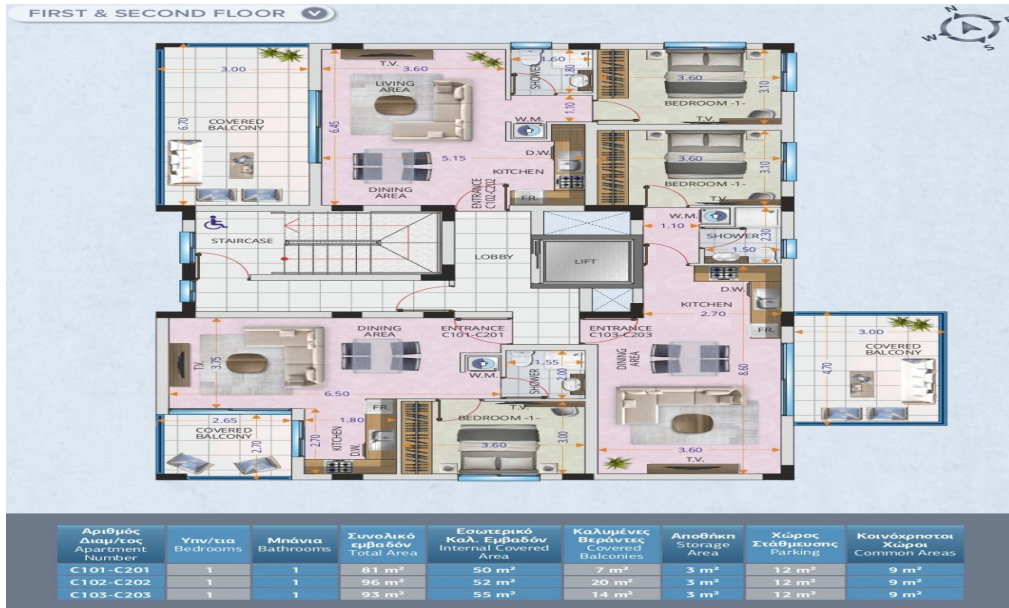 FIRST & SECOND FLOOR
N
W
S
3.00
6.70
COVERED
BALCONY
T.V.
3.60
LIVING
AREA
6.45
5.15
DINING
AREA
ENTRANCE
C102-C202
1.60
SHOWER
1.80
1.10
W.M.
D.W.
KITCHEN
FR.
3.60
3.10
BEDROOM -1-
T.V.
3.60
3.10
BEDROOM -1-
T.V.
STAIRCASE
LOBBY
LIFT
W.M.
1.10
SHOWER
2.30
1.50
D.W.
KITCHEN
2.70
FR.
ENTRANCE
C103-C203
DINING
AREA
8.60
3.60
T.V.
3.00
COVERED
BALCONY
4.70
DINING
AREA
ENTRANCE
C101-C201
T.V.
3.75
6.50
W.M.
1.55
SHOWER
2.00
2.65
COVERED
BALCONY
2.70
1.80
FR.
2.70
KITCHEN
D.W.
T.V.
BEDROOM -1-
3.60
3.00
Αριθμός Διαμ/τος Apartment Number Υπν/τια Bedrooms Μπάνια Bathrooms Συνολικό εμβαδόν Total Area Εσωτερικό Καλ. Εμβαδόν Internal Covered Area Καλυμένες Βεράντες Covered Balconies Αποθήκη Storage Area Χώρος Στάθμευσης Parking Κοινόχρηστοι Χώροι Common Areas
C101-C201 1 1 81 m² 50 m² 7 m² 3 m² 12 m² 9 m²
C102-C202 1 1 96 m² 52 m² 20 m² 3 m² 12 m² 9 m²
C103-C203 1 1 93 m² 55 m² 14 m² 3 m² 12 m² 9 m²